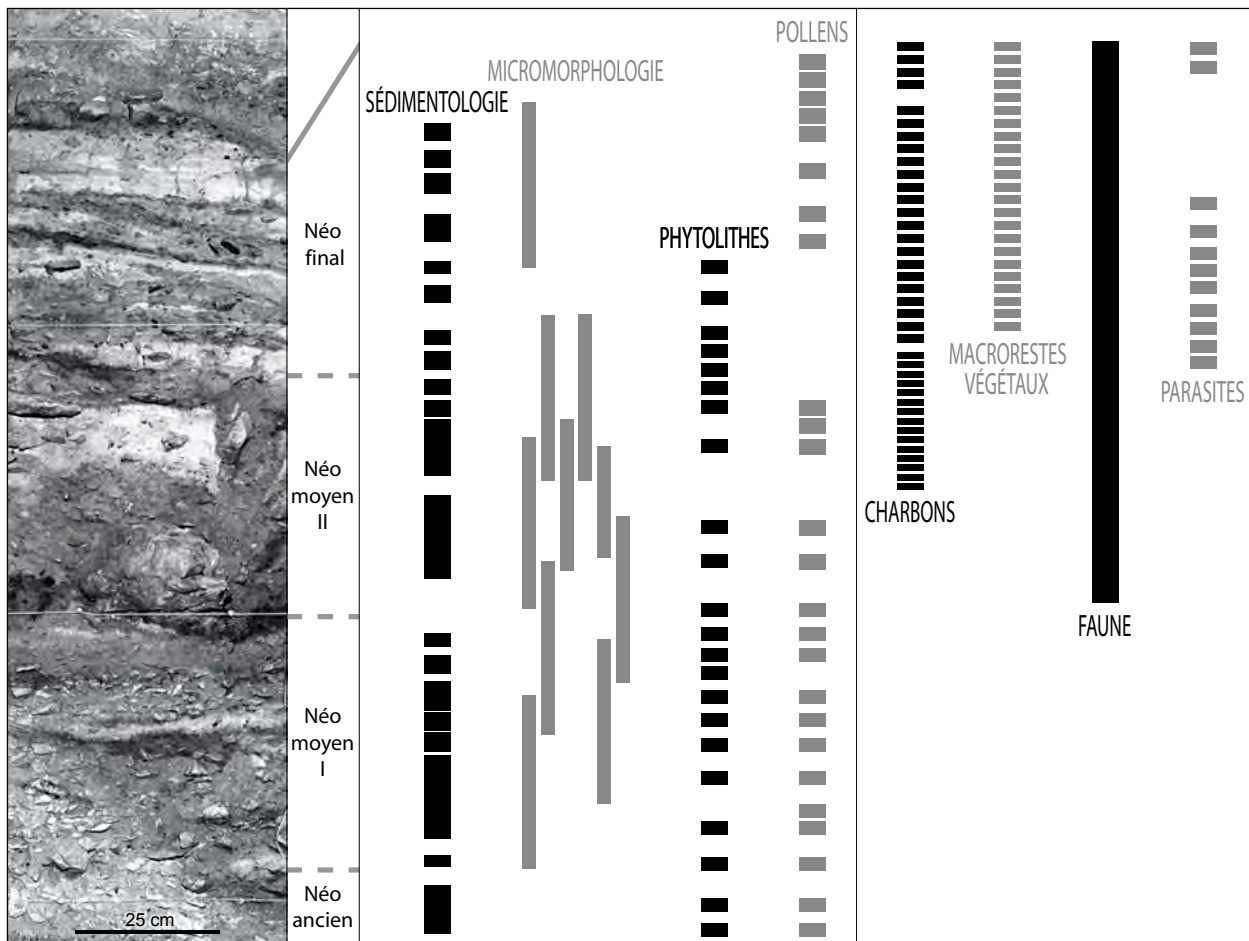 POLLENS
MICROMORPHOLOGIE
SÉDIMENTOLOGIE
Néo
final
PHYTOLITHES
MACRORESTES
VÉGÉTAUX
PARASITES
Néo
moyen
II
CHARBONS
FAUNE
Néo
moyen
I
Néo
ancien
25 cm